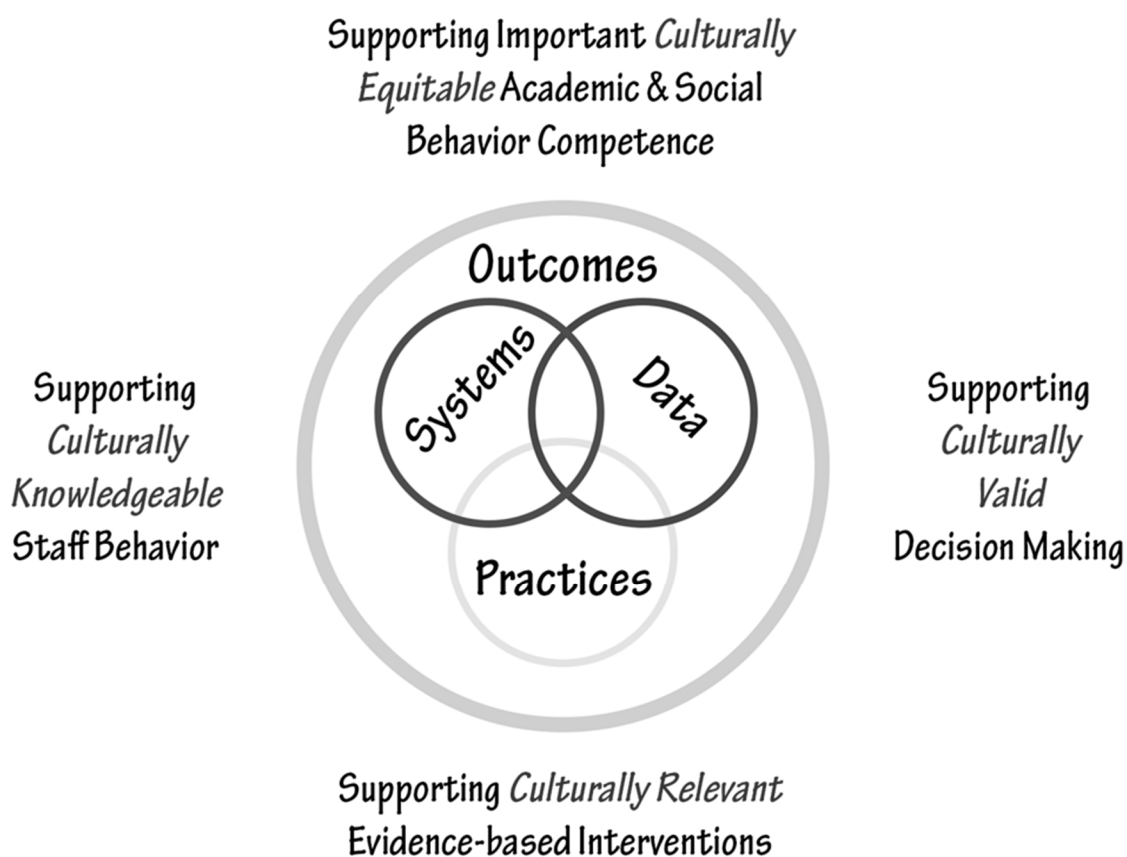 Supporting Important Culturally
Equitable Academic & Social
Behavior Competence
Outcomes
Systems
Data
Practices
Supporting
Culturally
Knowledgeable
Staff Behavior
Supporting
Culturally
Valid
Decision Making
Supporting Culturally Relevant
Evidence-based Interventions